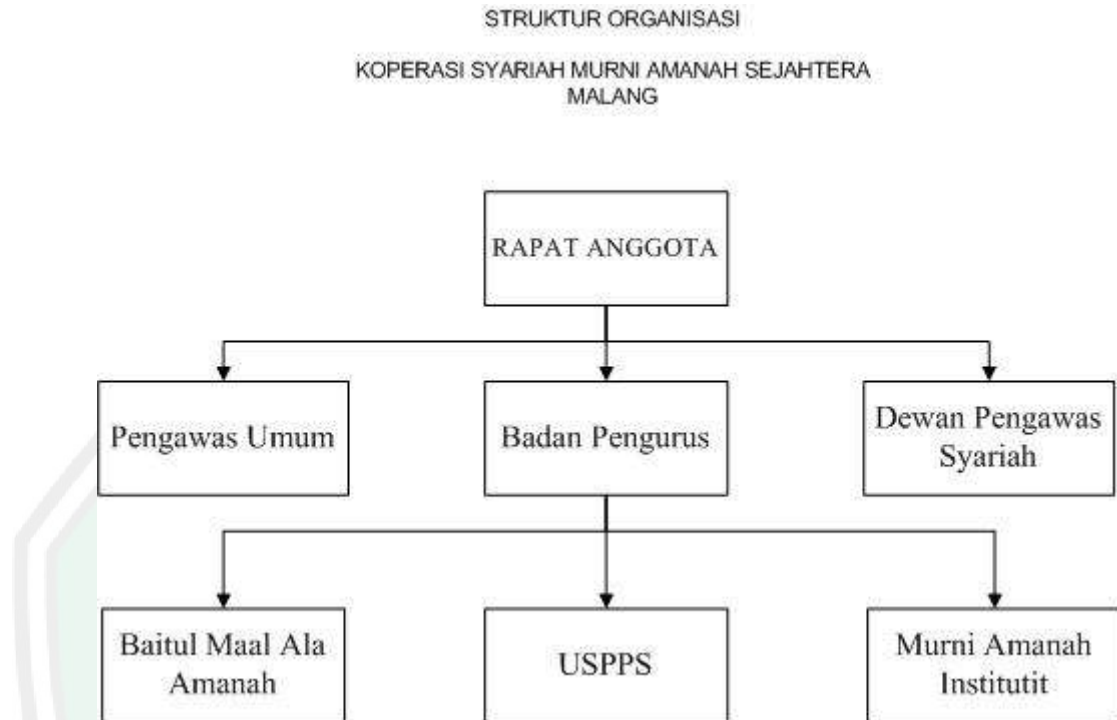 STRUKTUR ORGANISASI
KOPERASI SYARIAH MURNI AMANAH SEJAHTERA
MALANG
RAPAT ANGGOTA
Pengawas Umum
Badan Pengurus
Dewan Pengawas
Syariah
Baitul Maal Ala
Amanah
USPPS
Murni Amanah
Institutit